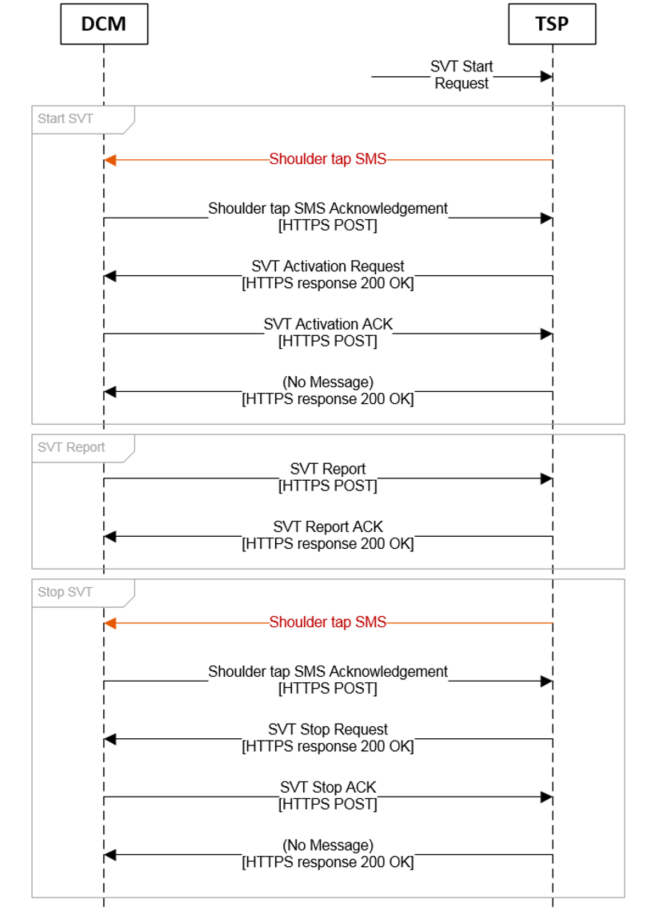 DCM
TSP
SVT Start
Request
Start SVT
Shoulder tap SMS
Shoulder tap SMS Acknowledgement
[HTTPS POST]
SVT Activation Request
[HTTPS response 200 OK]
SVT Activation ACK
[HTTPS POST]
(No Message)
[HTTPS response 200 OK]
SVT Report
SVT Report
[HTTPS POST]
SVT Report ACK
[HTTPS response 200 OK]
Stop SVT
Shoulder tap SMS
Shoulder tap SMS Acknowledgement
[HTTPS POST]
SVT Stop Request
[HTTPS response 200 OK]
SVT Stop ACK
[HTTPS POST]
(No Message)
[HTTPS response 200 OK]